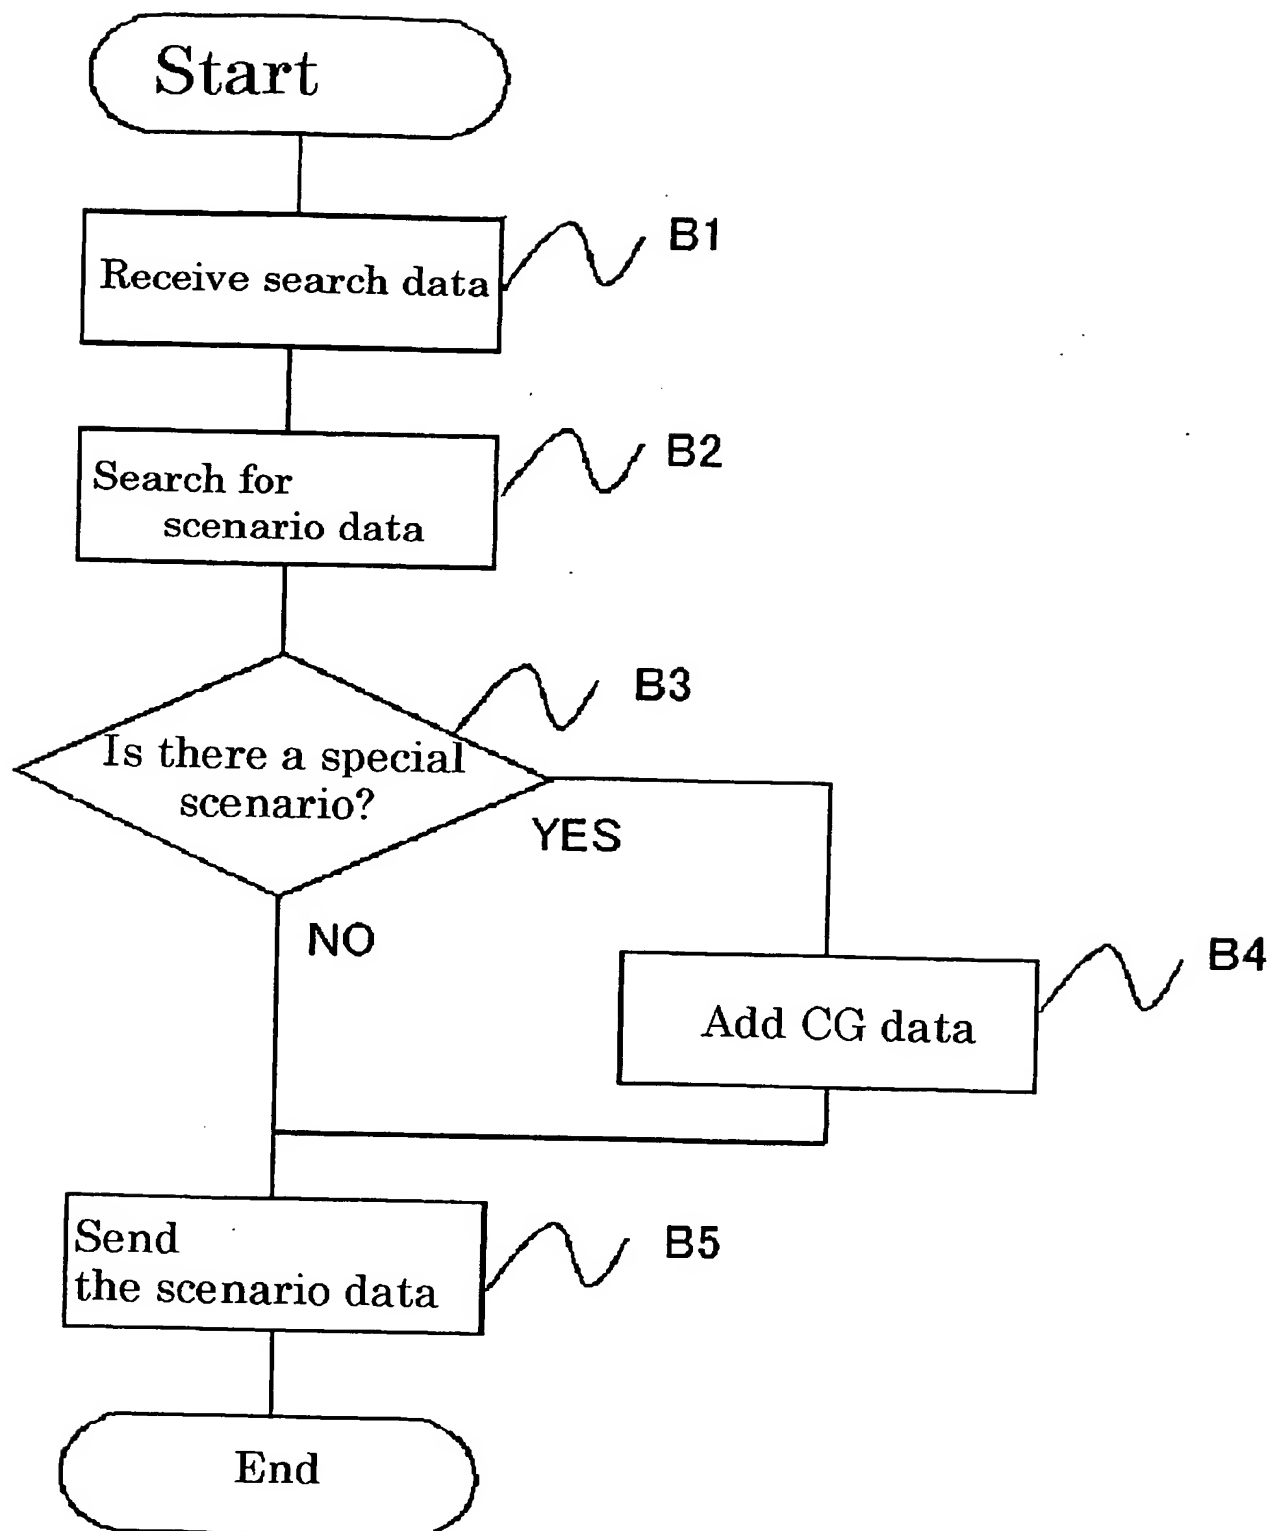 Start
Receive search data
B1
Search for
scenario data
B2
B3
Is there a special
scenario?
YES
NO
B4
Add CG data
Send
the scenario data
B5
End